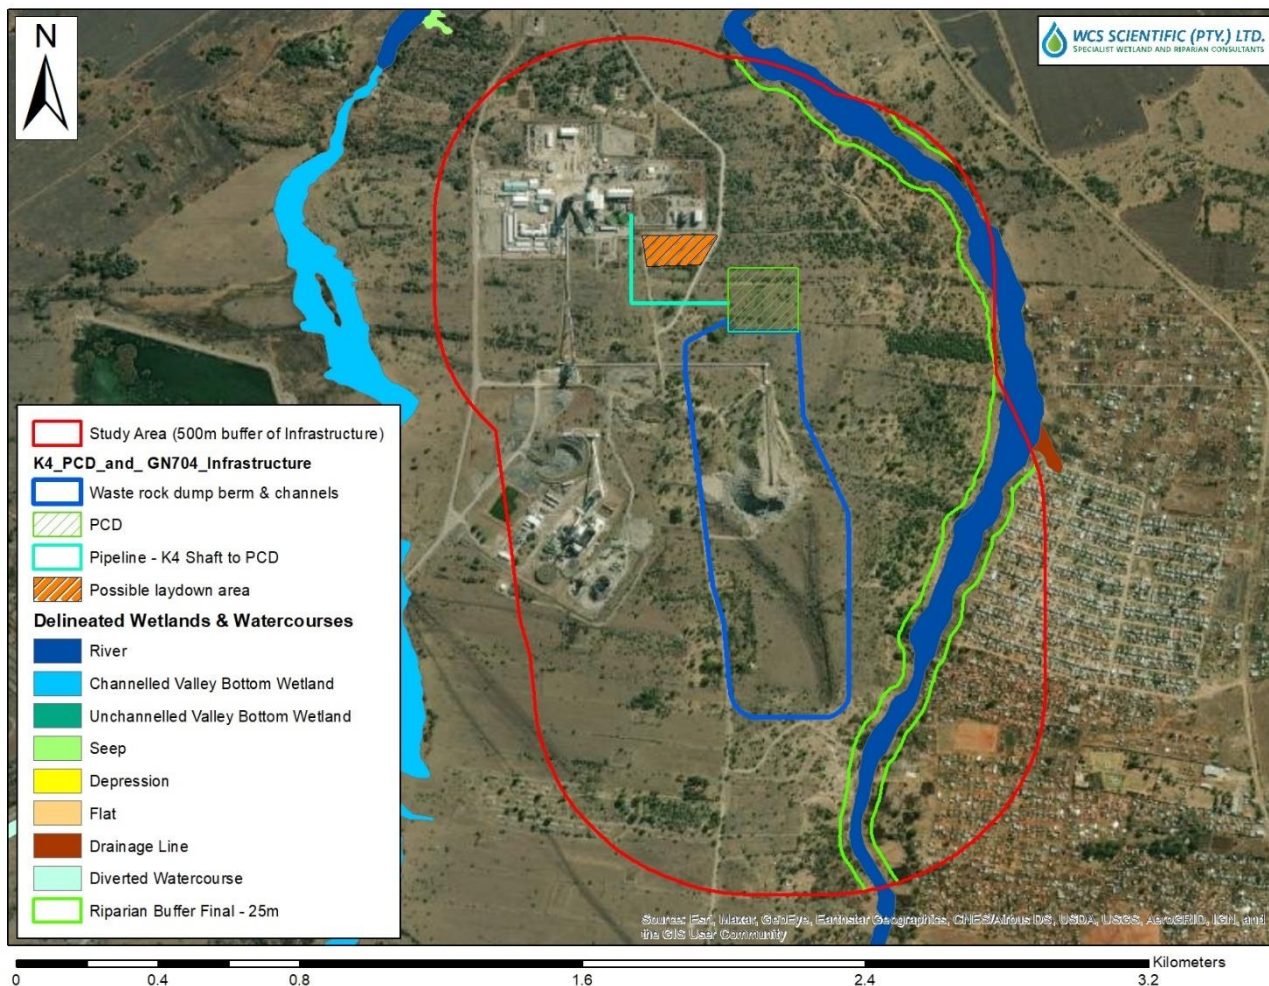 N
WCS SCIENTIFIC (PTY.) LTD.
SPECIALIST WETLAND AND RIPARIAN CONSULTANTS
Study Area (500m buffer of Infrastructure)
K4_PCD_and_ GN704_Infrastructure
Waste rock dump berm & channels
PCD
Pipeline - K4 Shaft to PCD
Possible laydown area
Delineated Wetlands & Watercourses
River
Channelled Valley Bottom Wetland
Unchannelled Valley Bottom Wetland
Seep
Depression
Flat
Drainage Line
Diverted Watercourse
Riparian Buffer Final - 25m
Source: Esri, Maxar, GeoEye, Earthstar Geographics, CNES/Airbus DS, USDA, USGS, AeroGRID, IGN, and
the GIS User Community
0 0.4 0.8 1.6 2.4 3.2
Kilometers